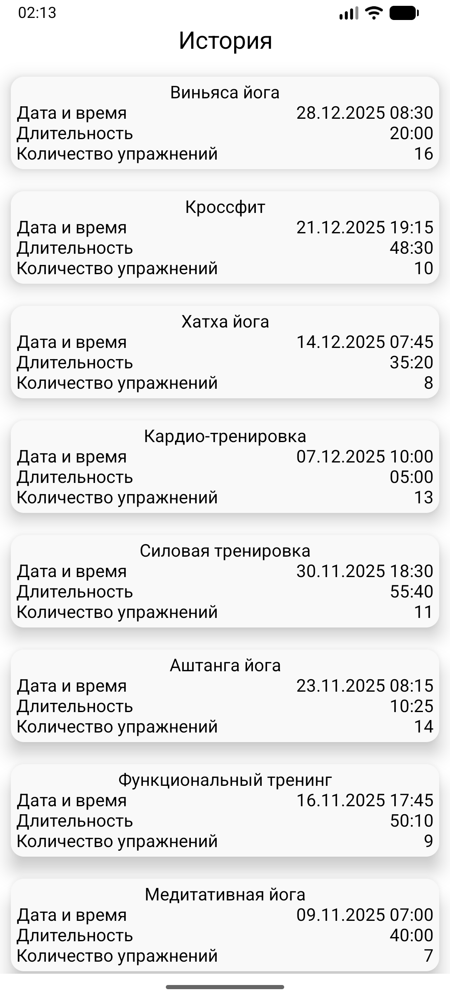 02:13
История
Виньяса йога
Дата и время 28.12.2025 08:30
Длительность 20:00
Количество упражнений 16
Кроссфит
Дата и время 21.12.2025 19:15
Длительность 48:30
Количество упражнений 10
Хатха йога
Дата и время 14.12.2025 07:45
Длительность 35:20
Количество упражнений 8
Кардио-тренировка
Дата и время 07.12.2025 10:00
Длительность 05:00
Количество упражнений 13
Силовая тренировка
Дата и время 30.11.2025 18:30
Длительность 55:40
Количество упражнений 11
Аштанга йога
Дата и время 23.11.2025 08:15
Длительность 10:25
Количество упражнений 14
Функциональный тренинг
Дата и время 16.11.2025 17:45
Длительность 50:10
Количество упражнений 9
Медитативная йога
Дата и время 09.11.2025 07:00
Длительность 40:00
Количество упражнений 7